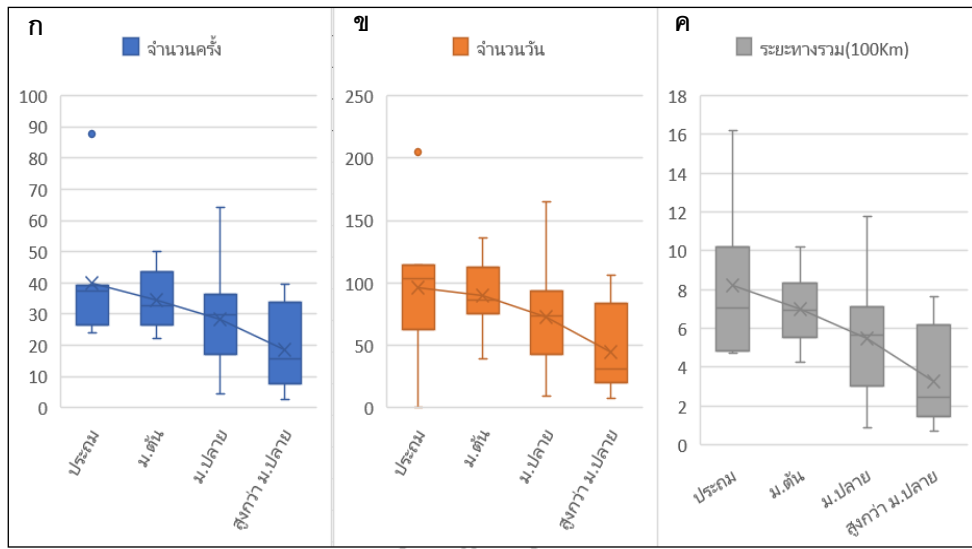 ก
จำนวนครั้ง
100
90
80
70
60
50
40
30
20
10
0
ประถม
ม.ต้น
ม.ปลาย
สูงกว่า ม.ปลาย
ข
จำนวนวัน
250
200
150
100
50
0
ประถม
ม.ต้น
ม.ปลาย
สูงกว่า ม.ปลาย
ค
ระยะทางรวม(100Km)
18
16
14
12
10
8
6
4
2
0
ประถม
ม.ต้น
ม.ปลาย
สูงกว่า ม.ปลาย